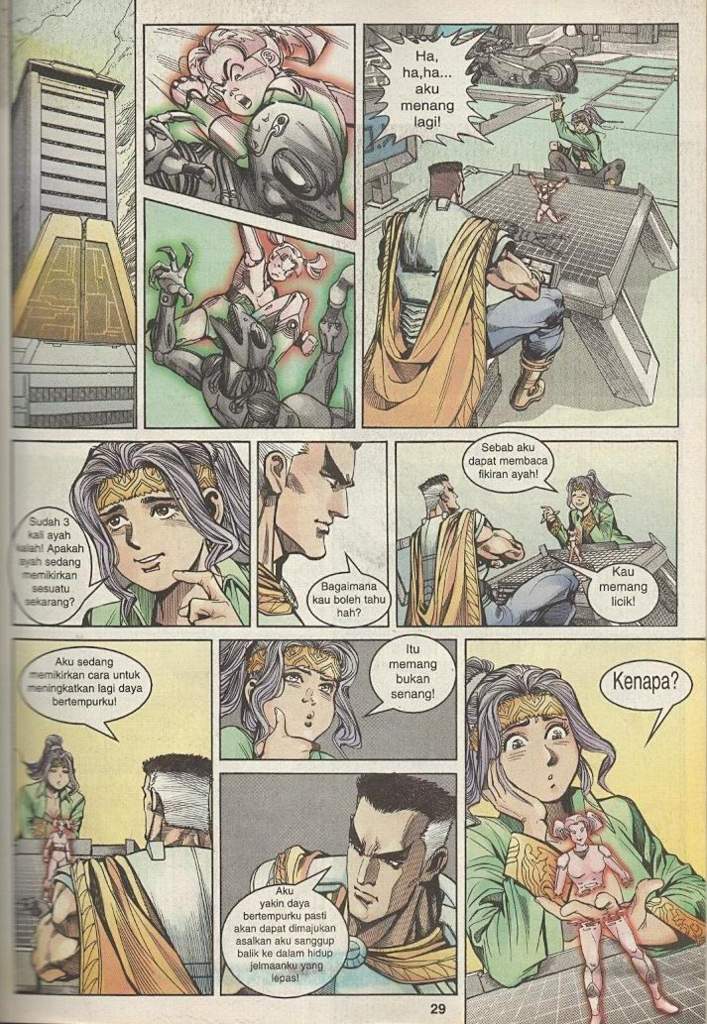 Ha,
ha,ha...
aku
menang
lagi!
Sudah 3
kali ayah
kalah! Apakah
ayah sedang
memikirkan
sesuatu
sekarang?
Bagaimana
kau boleh tahu
hah?
Sebab aku
dapat membaca
fikiran ayah!
Kau
memang
licik!
Aku sedang
memikirkan cara untuk
meningkatkan lagi daya
bertempurku!
Itu
memang
bukan
senang!
Aku
yakin daya
bertempurku pasti
akan dapat dimajukan
asalkan aku sanggup
balik ke dalam hidup
jelmaanku yang
lepas!
Kenapa?
29